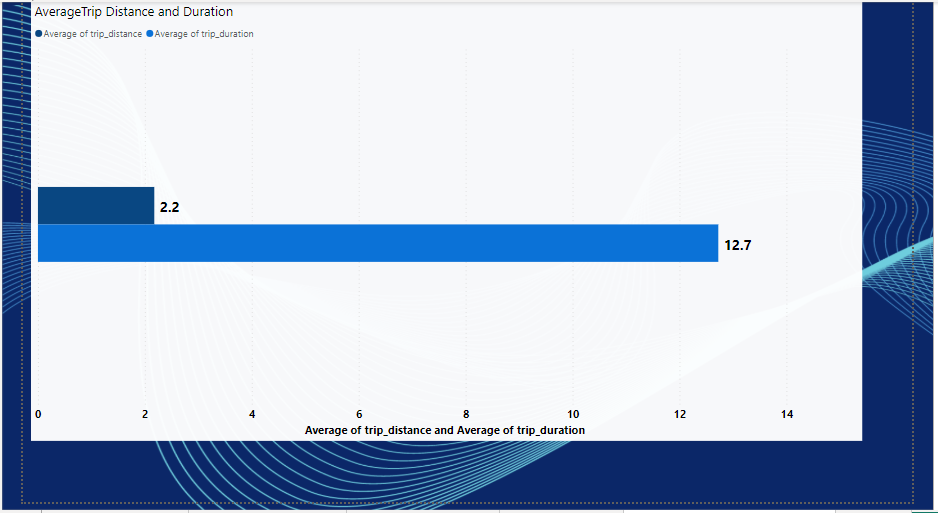 AverageTrip Distance and Duration
Average of trip_distance Average of trip_duration
2.2
12.7
0 2 4 6 8 10 12 14
Average of trip_distance and Average of trip_duration